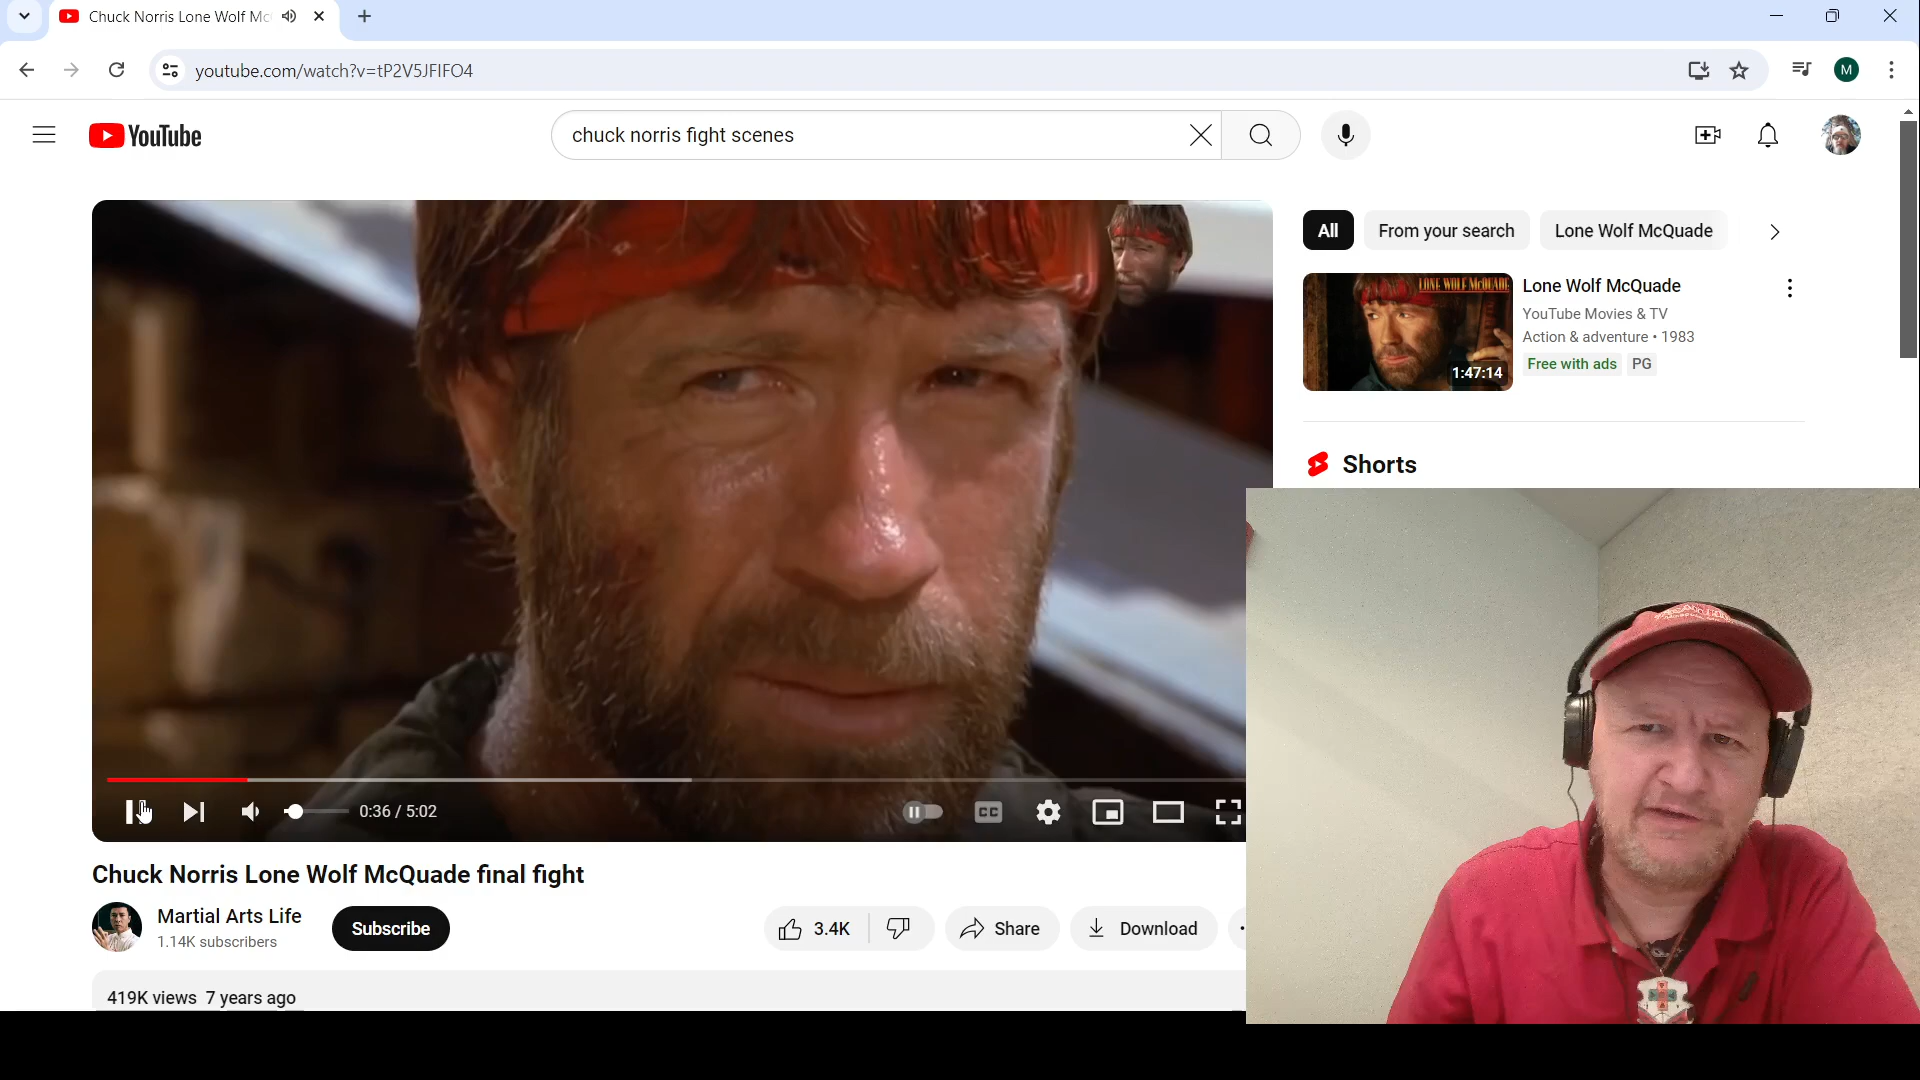 Chuck Norris Lone Wolf Mc
youtube.com/watch?v=tP2V5JFIFO4
M
YouTube
chuck norris fight scenes
All
From your search
Lone Wolf McQuade
LONE WOLF McQUADE
1:47:14
Lone Wolf McQuade
YouTube Movies & TV
Action & adventure • 1983
Free with ads
PG
Shorts
0:36 / 5:02
CC
Chuck Norris Lone Wolf McQuade final fight
Martial Arts Life
1.14K subscribers
Subscribe
3.4K
Share
Download
419K views 7 years ago